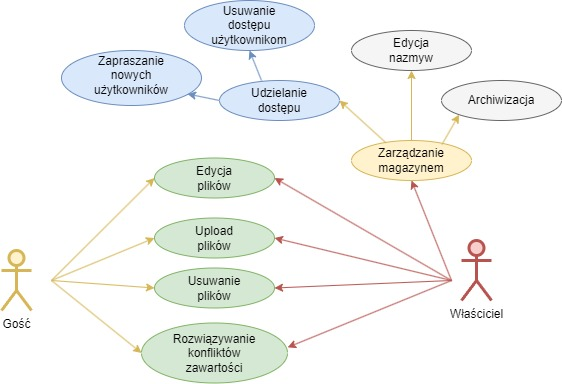 Usuwanie
dostępu
użytkownikom
Edycja
nazmyw
Zapraszanie
nowych
użytkowników
Udzielanie
dostępu
Archiwizacja
Zarządzanie
magazynem
Edycja
plików
Upload
plików
Usuwanie
plików
Rozwiązywanie
konfliktów
zawartości
Gość
Właściciel